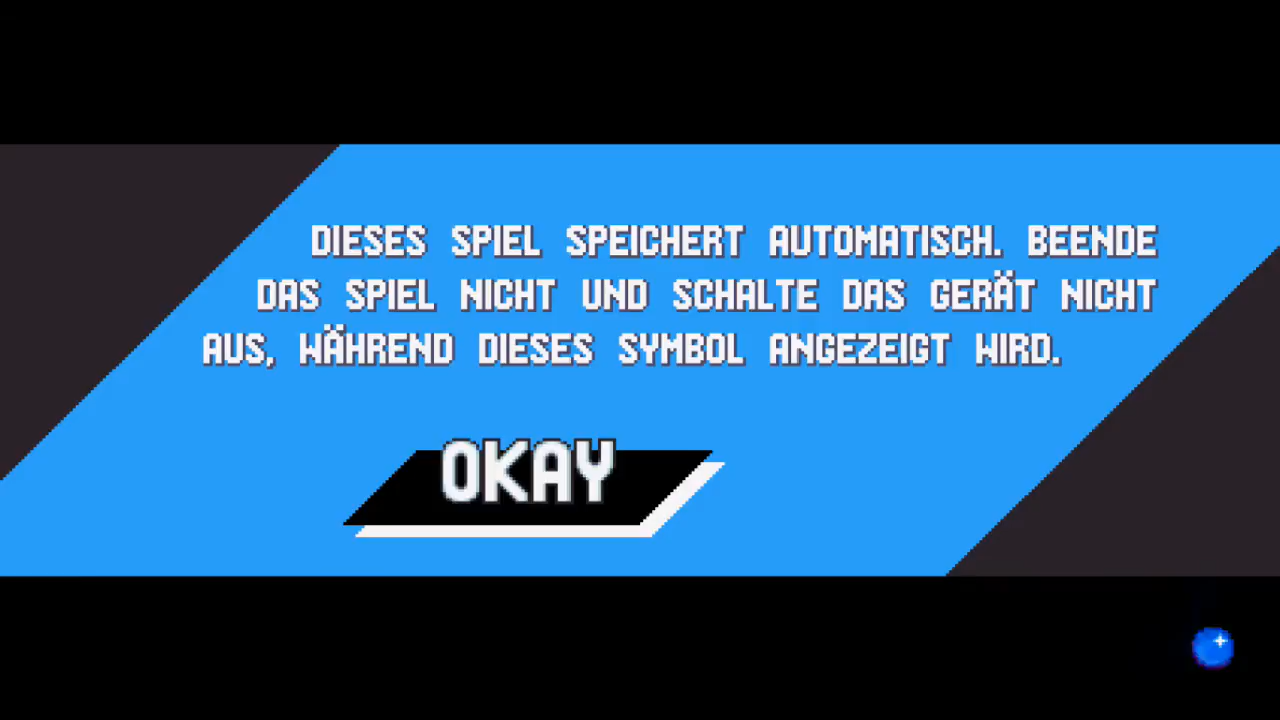 DIESES SPIEL SPEICHERT AUTOMATISCH. BEENDE
DAS SPIEL NICHT UND SCHALTE DAS GERÄT NICHT
AUS, WÄHREND DIESES SYMBOL ANGEZEIGT WIRD.
OKAY